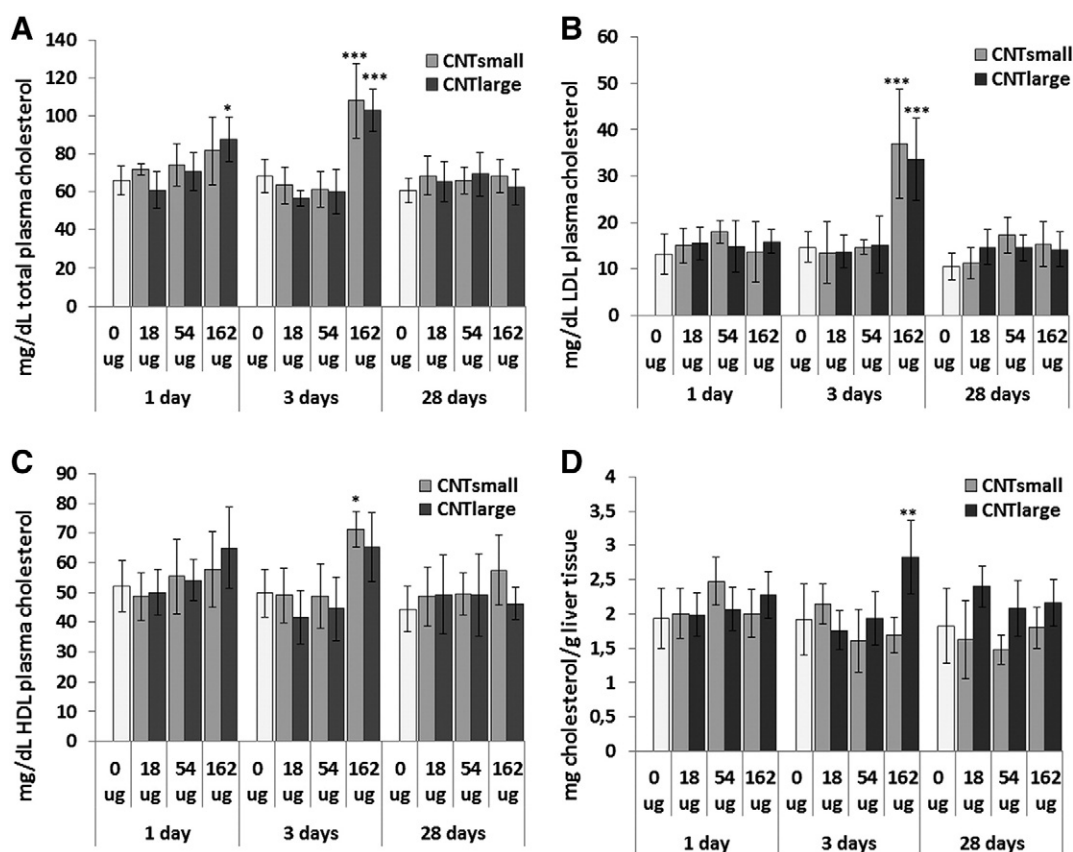 A
mg/dL total plasma cholesterol
140
120
100
80
60
40
20
0
CNTsmall
CNTlarge
*
***
***
0 18 54 162 0 18 54 162 0 18 54 162
ug ug ug ug ug ug ug ug ug ug ug ug
1 day 3 days 28 days
B
mg/dL LDL plasma cholesterol
60
50
40
30
20
10
0
CNTsmall
CNTlarge
***
***
0 18 54 162 0 18 54 162 0 18 54 162
ug ug ug ug ug ug ug ug ug ug ug ug
1 day 3 days 28 days
C
mg/dL HDL plasma cholesterol
90
80
70
60
50
40
30
20
10
0
CNTsmall
CNTlarge
*
0 18 54 162 0 18 54 162 0 18 54 162
ug ug ug ug ug ug ug ug ug ug ug ug
1 day 3 days 28 days
D
mg cholesterol/g liver tissue
4
3,5
3
2,5
2
1,5
1
0,5
0
CNTsmall
CNTlarge
**
0 18 54 162 0 18 54 162 0 18 54 162
ug ug ug ug ug ug ug ug ug ug ug ug
1 day 3 days 28 days